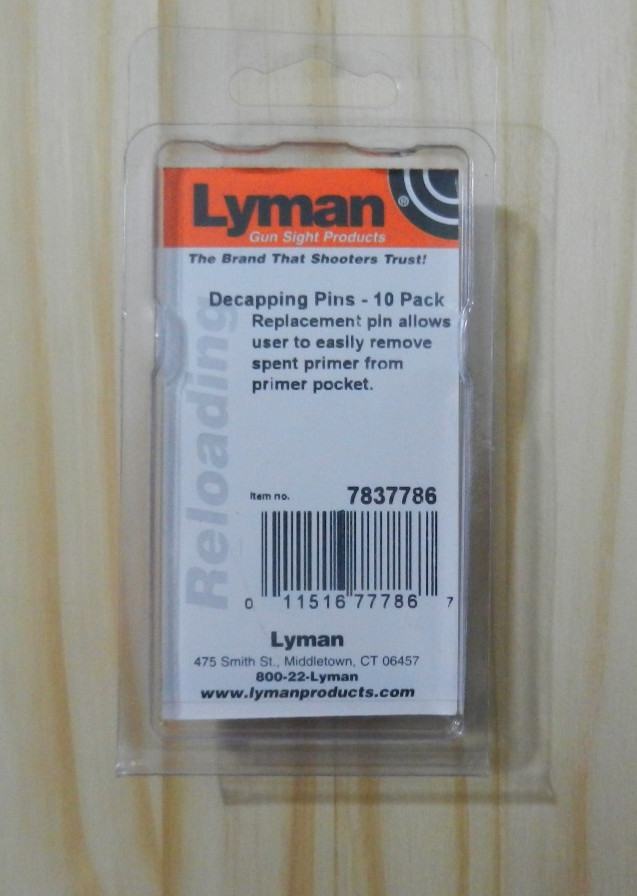 Lyman®
Gun Sight Products
The Brand That Shooters Trust!
Reloading
Decapping Pins - 10 Pack
Replacement pin allows
user to easily remove
spent primer from
primer pocket.
Item no. 7837786
0 11516 77786 7
Lyman
475 Smith St., Middletown, CT 06457
800-22-Lyman
www.lymanproducts.com